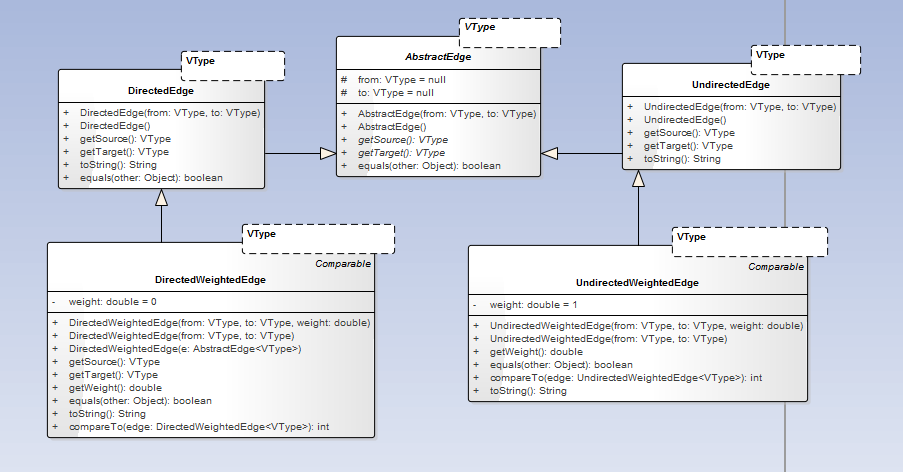 VType
AbstractEdge
# from: VType = null
# to: VType = null
+ AbstractEdge(from: VType, to: VType)
+ AbstractEdge()
+ getSource(): VType
+ getTarget(): VType
+ equals(other: Object): boolean
VType
DirectedEdge
+ DirectedEdge(from: VType, to: VType)
+ DirectedEdge()
+ getSource(): VType
+ getTarget(): VType
+ toString(): String
+ equals(other: Object): boolean
VType
UndirectedEdge
+ UndirectedEdge(from: VType, to: VType)
+ UndirectedEdge()
+ getSource(): VType
+ getTarget(): VType
+ toString(): String
VType
Comparable
DirectedWeightedEdge
- weight: double = 0
+ DirectedWeightedEdge(from: VType, to: VType, weight: double)
+ DirectedWeightedEdge(from: VType, to: VType)
+ DirectedWeightedEdge(e: AbstractEdge<VType>)
+ getSource(): VType
+ getTarget(): VType
+ getWeight(): double
+ equals(other: Object): boolean
+ toString(): String
+ compareTo(edge: DirectedWeightedEdge<VType>): int
VType
Comparable
UndirectedWeightedEdge
- weight: double = 1
+ UndirectedWeightedEdge(from: VType, to: VType, weight: double)
+ UndirectedWeightedEdge(from: VType, to: VType)
+ getWeight(): double
+ equals(other: Object): boolean
+ compareTo(edge: UndirectedWeightedEdge<VType>): int
+ toString(): String